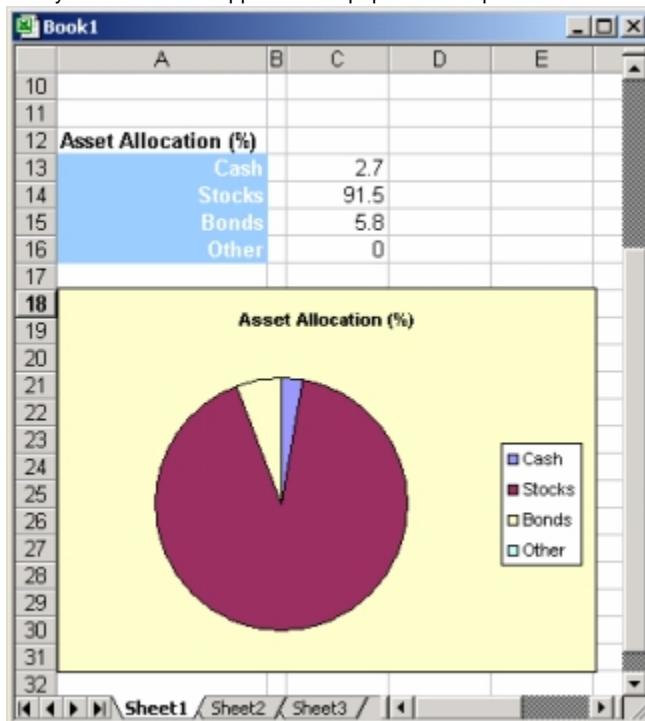 Book1
A B C D E
10
11
12 Asset Allocation (%)
13 Cash 2.7
14 Stocks 91.5
15 Bonds 5.8
16 Other 0
17
18
19
20
21
22
23
24
25
26
27
28
29
30
31
32
Asset Allocation (%)
Cash
Stocks
Bonds
Other
Sheet1 Sheet2 Sheet3